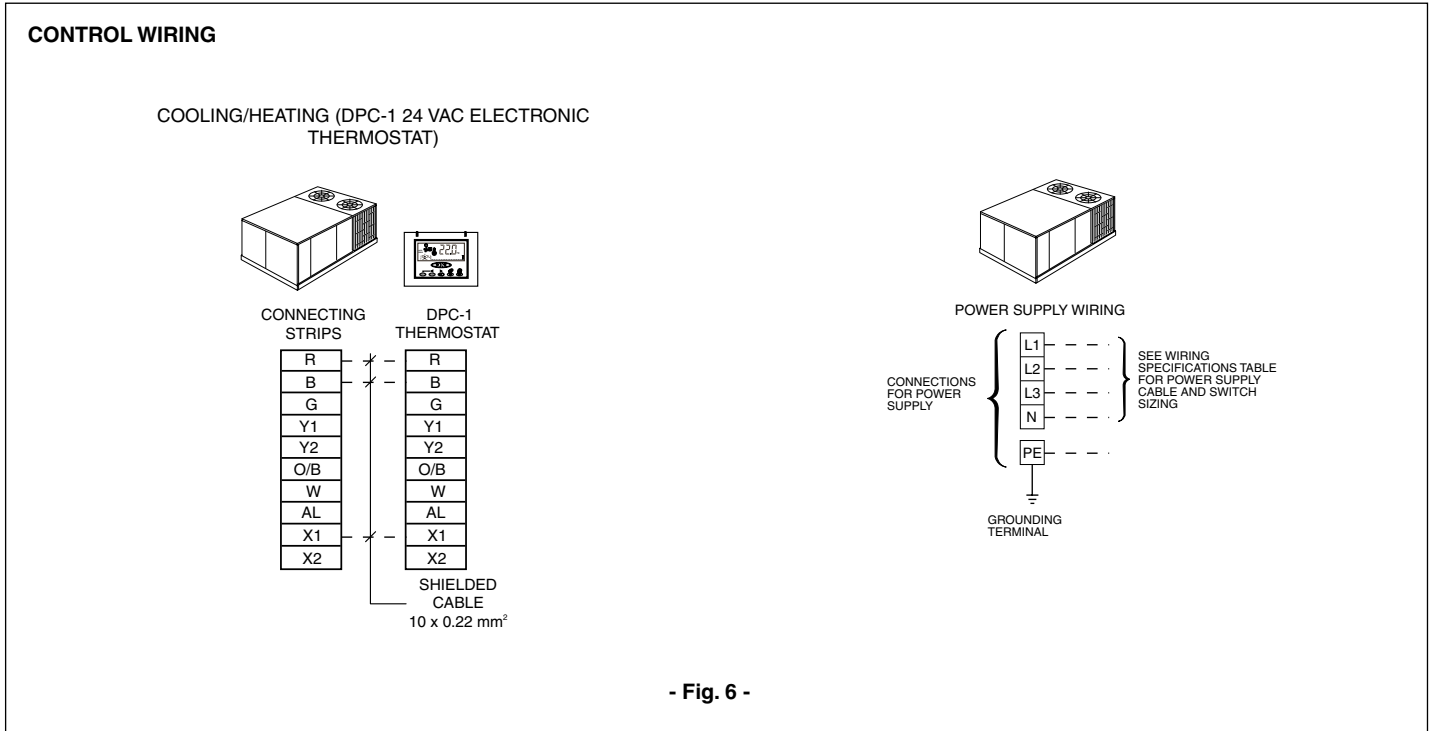 CONTROL WIRING
COOLING/HEATING (DPC-1 24 VAC ELECTRONIC
THERMOSTAT)
CONNECTING
STRIPS
DPC-1
THERMOSTAT
R
B
G
Y1
Y2
O/B
W
AL
X1
X2
R
B
G
Y1
Y2
O/B
W
AL
X1
X2
SHIELDED
CABLE
10 x 0.22 mm²
POWER SUPPLY WIRING
CONNECTIONS
FOR POWER
SUPPLY
L1
L2
L3
N
PE
SEE WIRING
SPECIFICATIONS TABLE
FOR POWER SUPPLY
CABLE AND SWITCH
SIZING
GROUNDING
TERMINAL
- Fig. 6 -